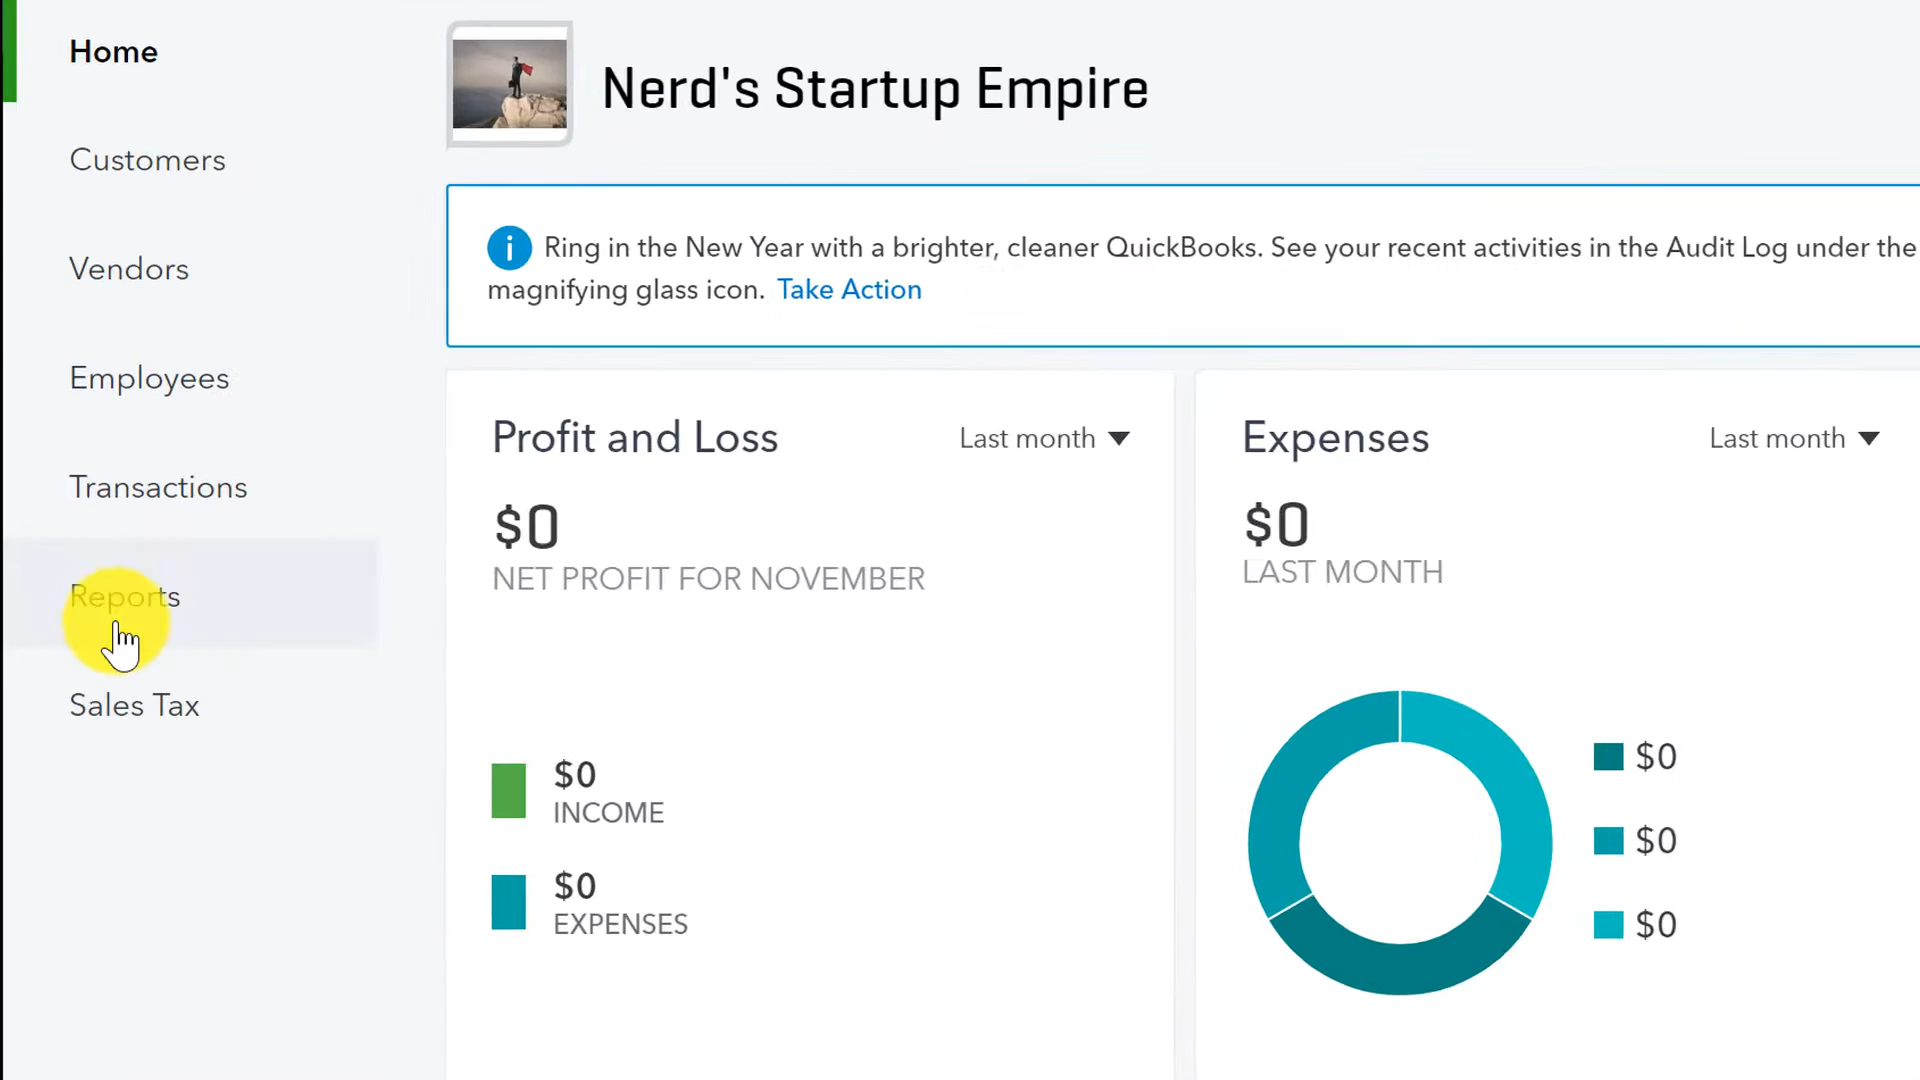 Home
Customers
Vendors
Employees
Transactions
Reports
Sales Tax
Nerd's Startup Empire
i Ring in the New Year with a brighter, cleaner QuickBooks. See your recent activities in the Audit Log under the
magnifying glass icon. Take Action
Profit and Loss Last month
$0
NET PROFIT FOR NOVEMBER
$0
INCOME
$0
EXPENSES
Expenses Last month
$0
LAST MONTH
$0
$0
$0